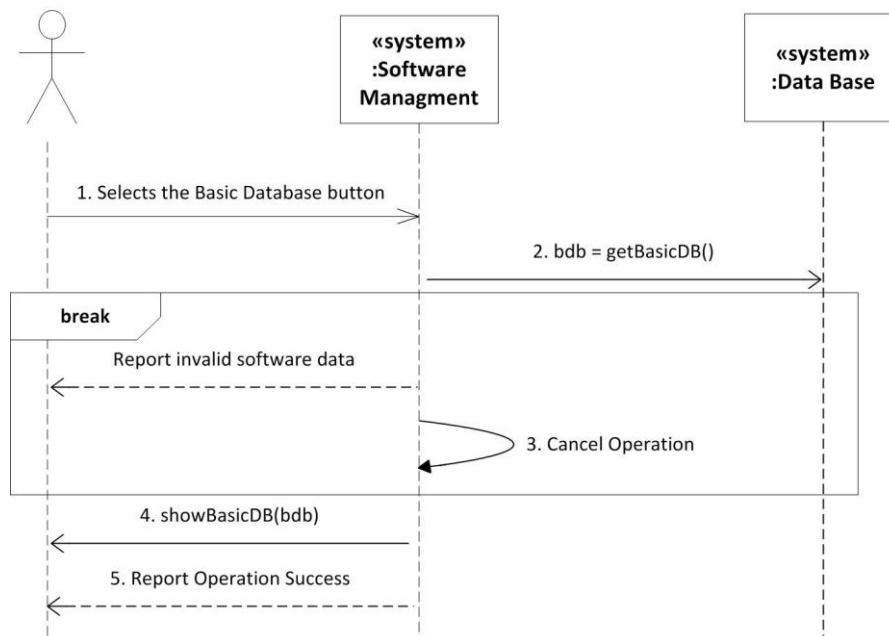 «system»
:Software
Managment
«system»
:Data Base
1. Selects the Basic Database button
2. bdb = getBasicDB()
break
Report invalid software data
3. Cancel Operation
4. showBasicDB(bdb)
5. Report Operation Success